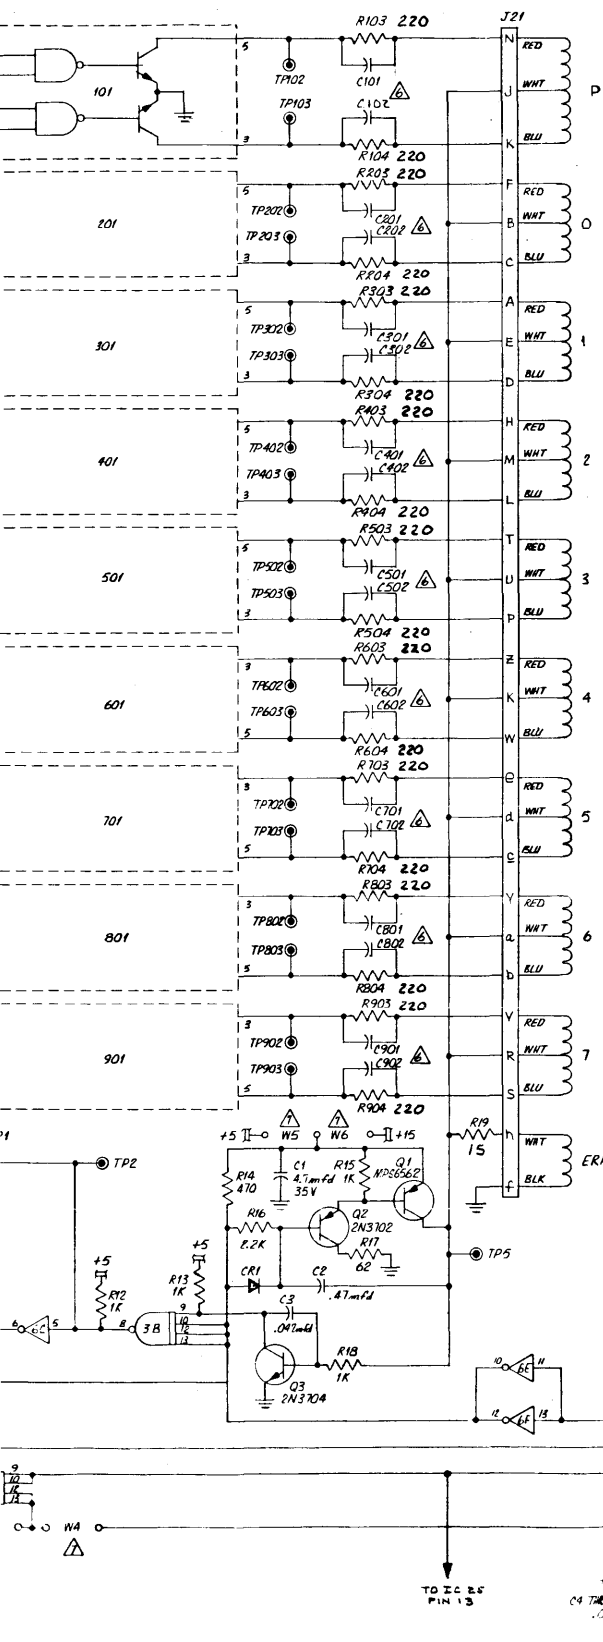 R103 220
J21
N
RED
5
TP102
C101
6
101
TP103
C102
J
WHT
P
3
K
BLU
R104 220
R203 220
5
F
RED
TP202
C201
201
TP203
C202
6
B
WHT
0
3
C
BLU
R204 220
R303 220
5
A
RED
TP302
C301
301
TP303
C302
6
E
WHT
1
3
D
BLU
R304 220
R403 220
5
H
RED
TP402
C401
401
TP403
C402
6
M
WHT
2
3
L
BLU
R404 220
R503 220
5
T
RED
TP502
C501
501
TP503
C502
6
U
WHT
3
3
P
BLU
R504 220
R603 220
3
Z
RED
TP602
C601
601
TP603
C602
6
K
WHT
4
5
W
BLU
R604 220
R703 220
3
e
RED
TP702
C701
701
TP703
C702
6
d
WHT
5
5
c
BLU
R704 220
R803 220
3
Y
RED
TP802
C801
801
TP803
C802
6
a
WHT
6
5
b
BLU
R804 220
R903 220
3
V
RED
TP902
C901
901
TP903
C902
6
R
WHT
7
5
S
BLU
R904 220
7
7
+5
W5
W6
+15
R19
15
h
WHT
TP2
R14
470
C1
4.7mfd
35V
R15
1K
Q1
MPS6562
f
BLK
R16
2.2K
Q2
2N3702
R17
62
TP5
+5
+5
R12
1K
R13
1K
CR1
C2
.47mfd
6
6C
5
8
3B
9
10
12
13
C3
.047mfd
R18
1K
Q3
2N3704
10
6E
11
12
6F
13
9
10
12
13
W4
7
TO IC 25
PIN 13